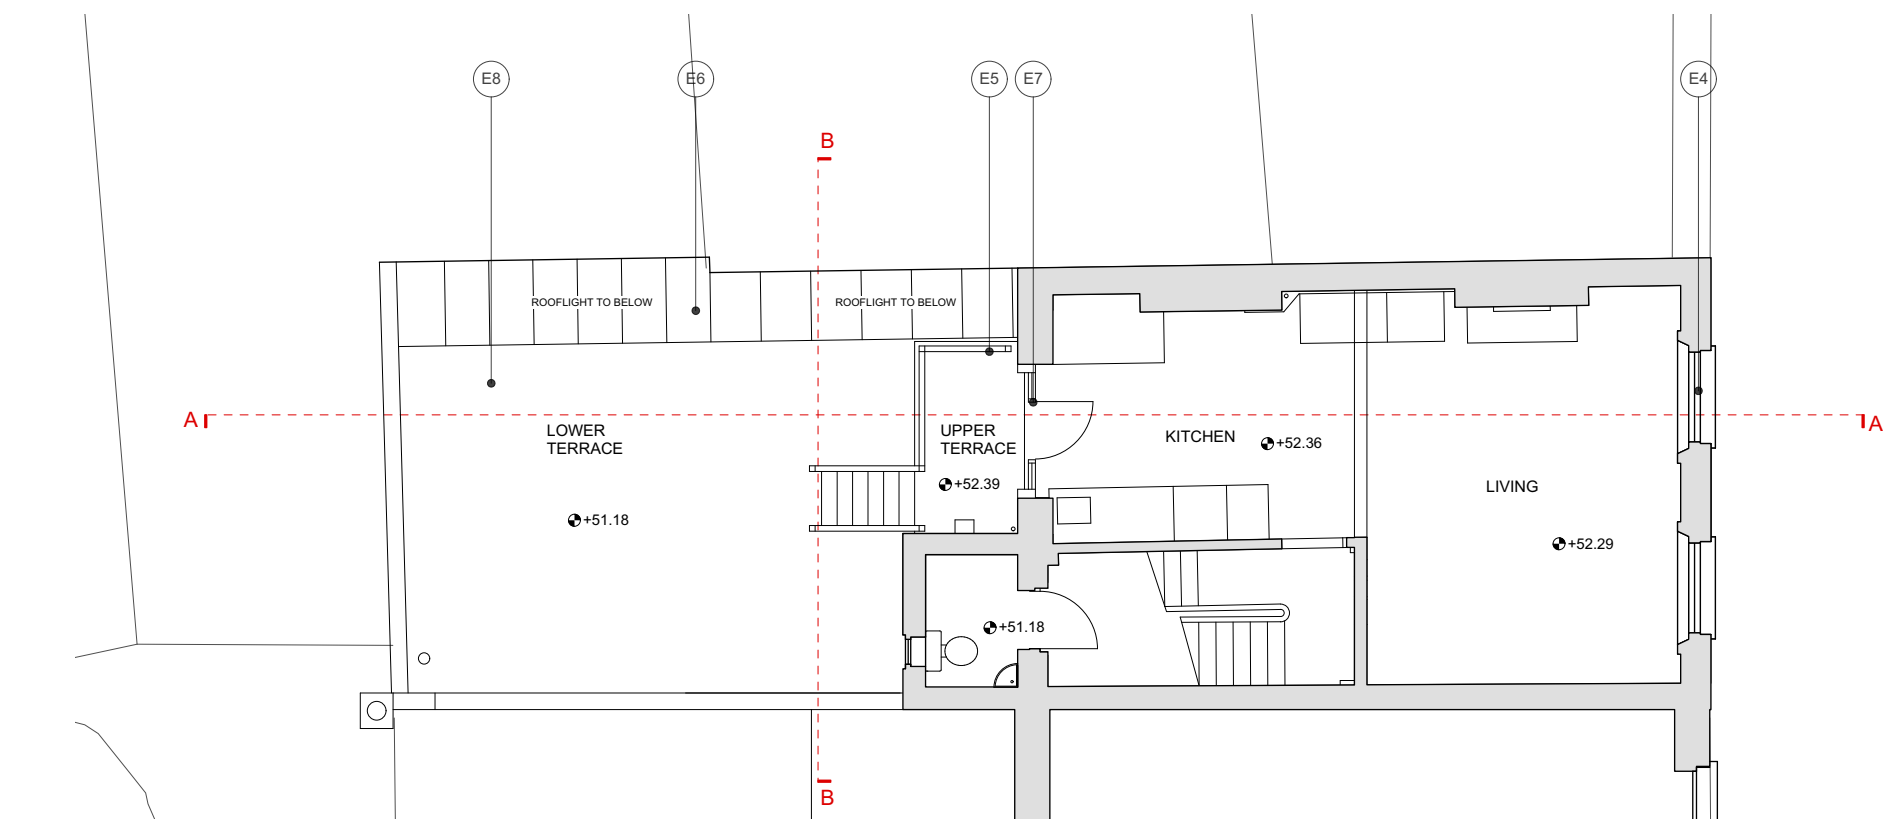 E8
E6
E5
E7
E4
B
ROOFLIGHT TO BELOW
ROOFLIGHT TO BELOW
A
A
LOWER
TERRACE
UPPER
TERRACE
KITCHEN
+52.36
+52.39
LIVING
+51.18
+52.29
+51.18
B